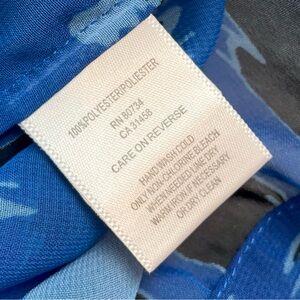 100%POLYESTER/POLIESTER
RN 80734
CA 31458
CARE ON REVERSE
HAND WASH COLD
ONLY NON-CHLORINE BLEACH
WHEN NEEDED/LINE DRY
WARM IRON IF NECESSARY
OR DRY CLEAN